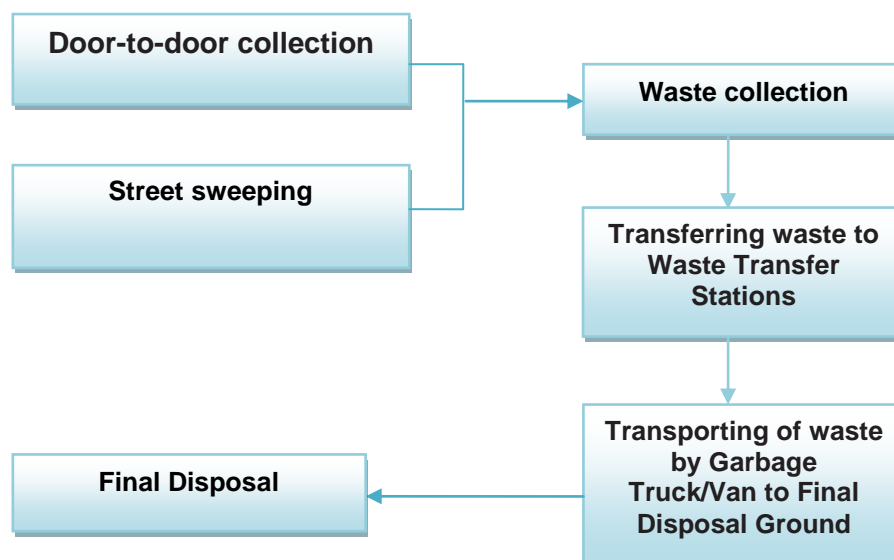 Door-to-door collection
Waste collection
Street sweeping
Transferring waste to
Waste Transfer
Stations
Transporting of waste
by Garbage
Truck/Van to Final
Disposal Ground
Final Disposal